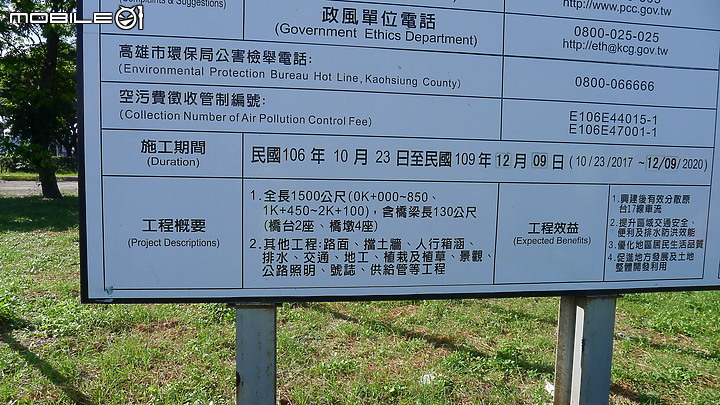 MOBILE01
Complaints & Suggestions)
http://www.pcc.gov.tw
政風單位電話
(Government Ethics Department)
0800-025-025
http://eth@kcg.gov.tw
高雄市環保局公害檢舉電話:
(Environmental Protection Bureau Hot Line, Kaohsiung County)
0800-066666
空污費徵收管制編號:
(Collection Number of Air Pollution Control Fee)
E106E44015-1
E106E47001-1
施工期間
(Duration)
民國106 年 10 月 23 日至民國109 年 12 月 09 日 (10/23/2017 ~12/09/2020)
工程概要
(Project Descriptions)
1.全長1500公尺(0K+000~850、
1K+450~2K+100)，含橋梁長130公尺
(橋台2座、橋墩4座)
2.其他工程:路面、擋土牆、人行箱涵、
排水、交通、地工、植栽及植草、景觀、
公路照明、號誌、供給管等工程
工程效益
(Expected Benefits)
1.興建後有效分散原
台17線車流
2.提升區域交通安全、
便利及排水防洪效能
3.優化地區居民生活品質
4.促進地方發展及土地
整體開發利用